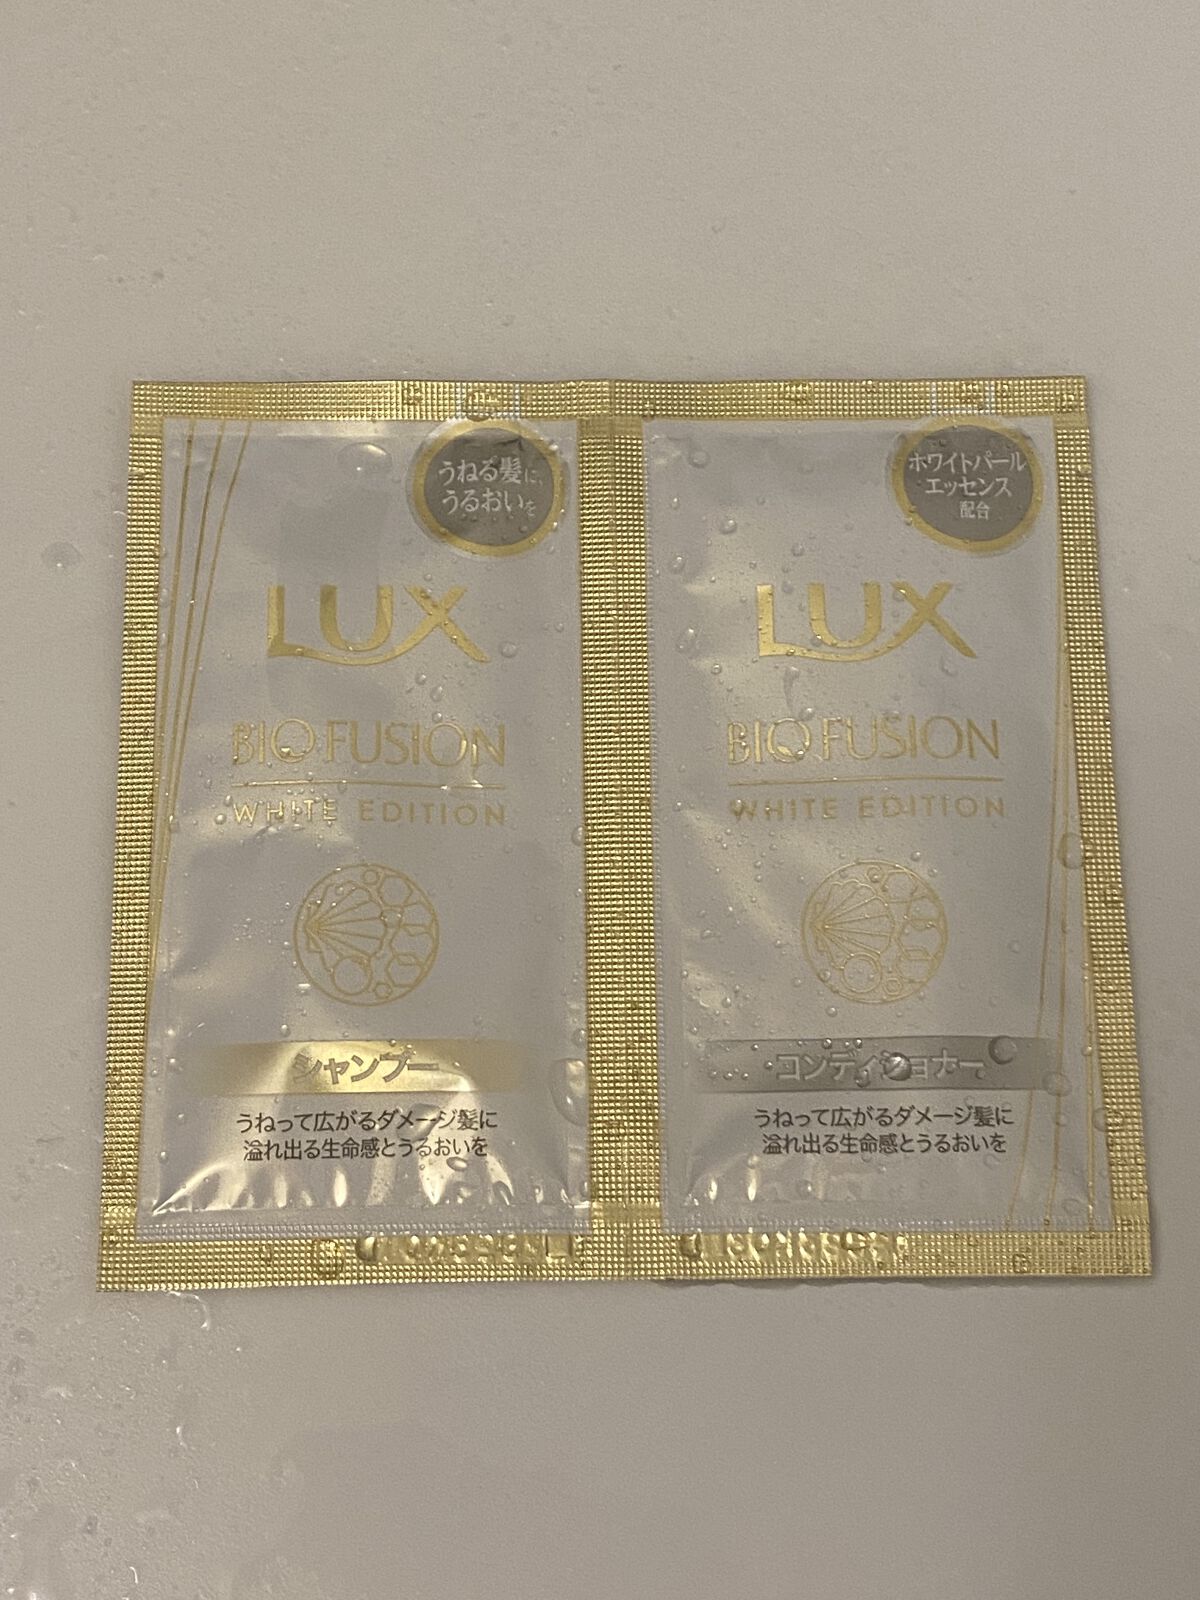 うねる髪に、
うるおいを
LUX
BIO FUSION
WHITE EDITION
シャンプー
うねって広がるダメージ髪に
溢れ出る生命感とうるおいを
ホワイトパール
エッセンス
配合
LUX
BIO FUSION
WHITE EDITION
コンディショナー
うねって広がるダメージ髪に
溢れ出る生命感とうるおいを